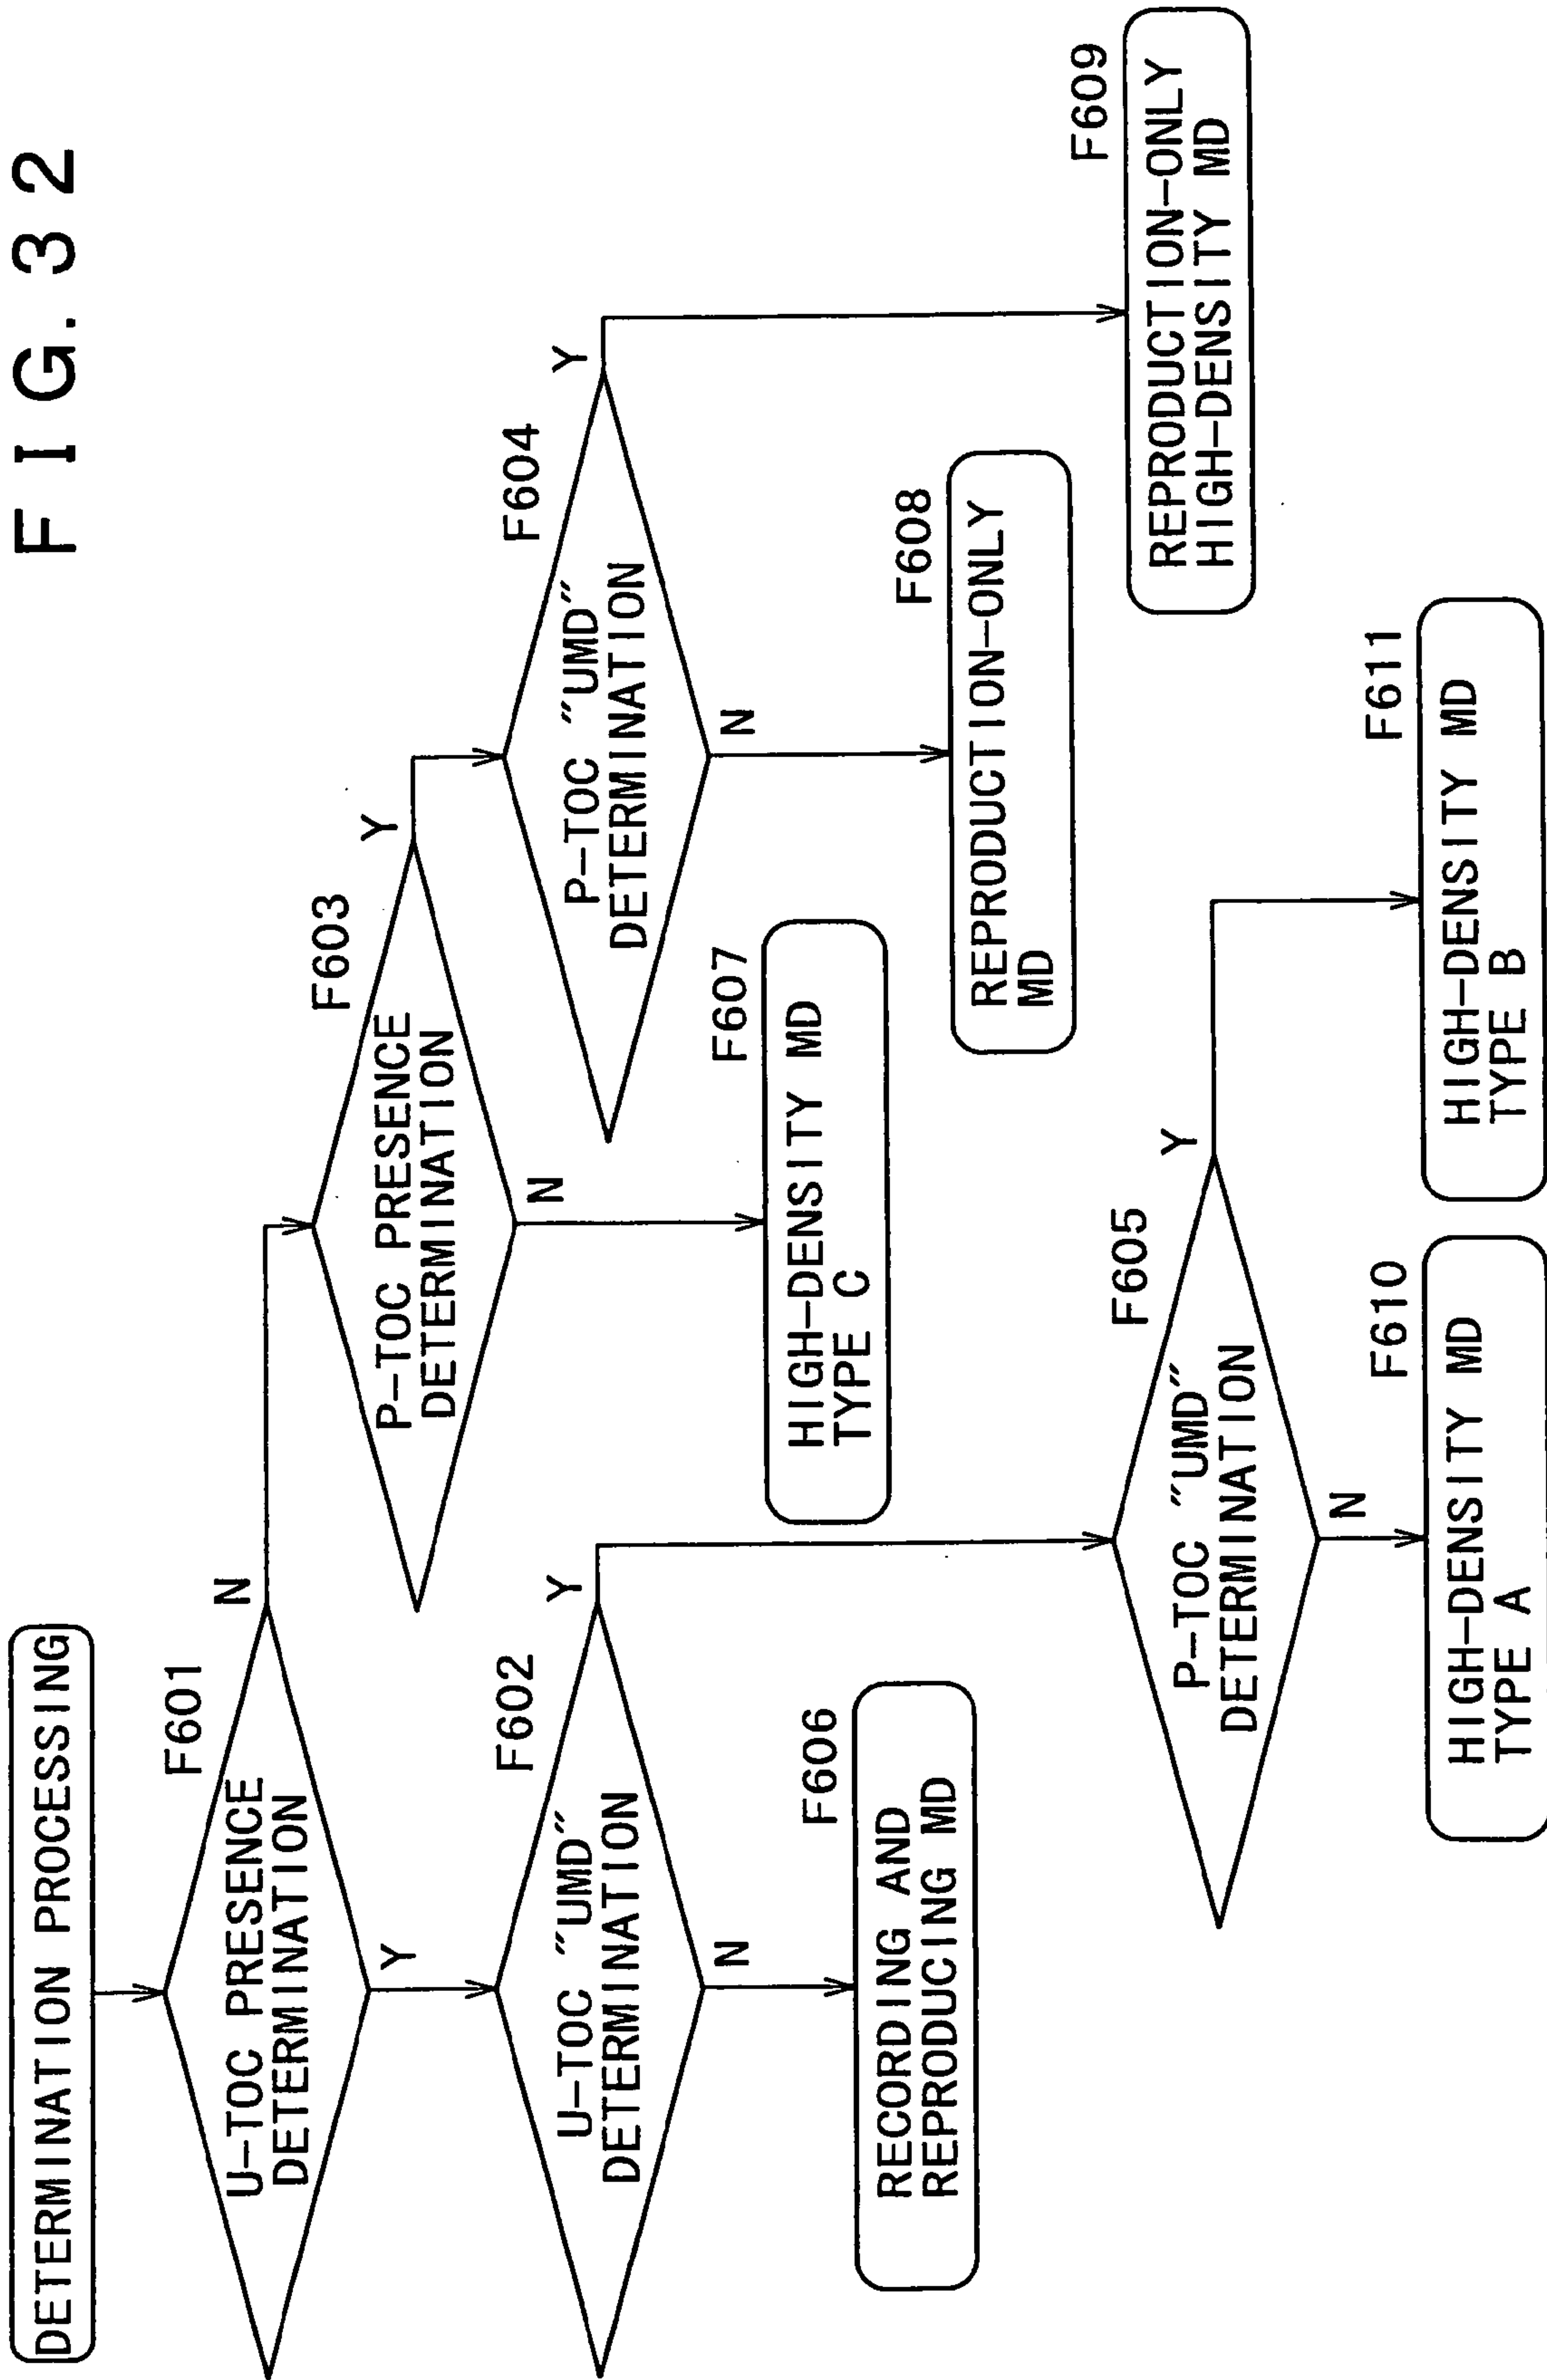 FIG. 32
DETERMINATION PROCESSING
F601
U-TOC PRESENCE
DETERMINATION
N
Y
F602
U-TOC "UMD"
DETERMINATION
Y
N
F603
P-TOC PRESENCE
DETERMINATION
Y
N
F604
P-TOC "UMD"
DETERMINATION
Y
N
F606
RECORDING AND
REPRODUCING MD
F607
HIGH-DENSITY MD
TYPE C
F608
REPRODUCTION-ONLY
MD
F609
REPRODUCTION-ONLY
HIGH-DENSITY MD
F605
P-TOC "UMD"
DETERMINATION
Y
N
F610
HIGH-DENSITY MD
TYPE A
F611
HIGH-DENSITY MD
TYPE B